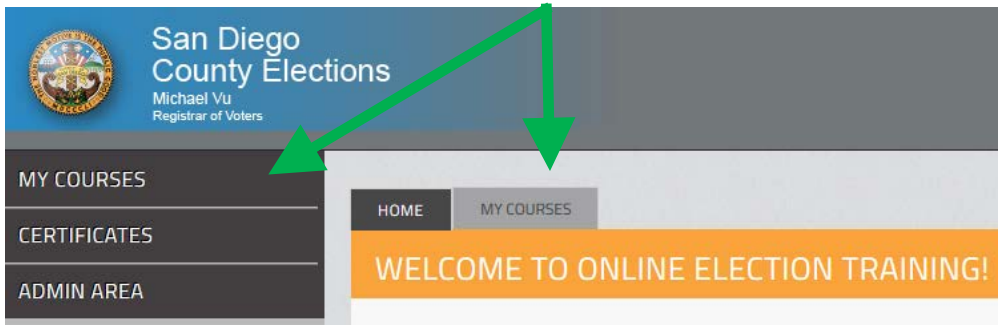 San Diego
County Elections
Michael Vu
Registrar of Voters
MY COURSES
CERTIFICATES
ADMIN AREA
HOME
MY COURSES
WELCOME TO ONLINE ELECTION TRAINING!